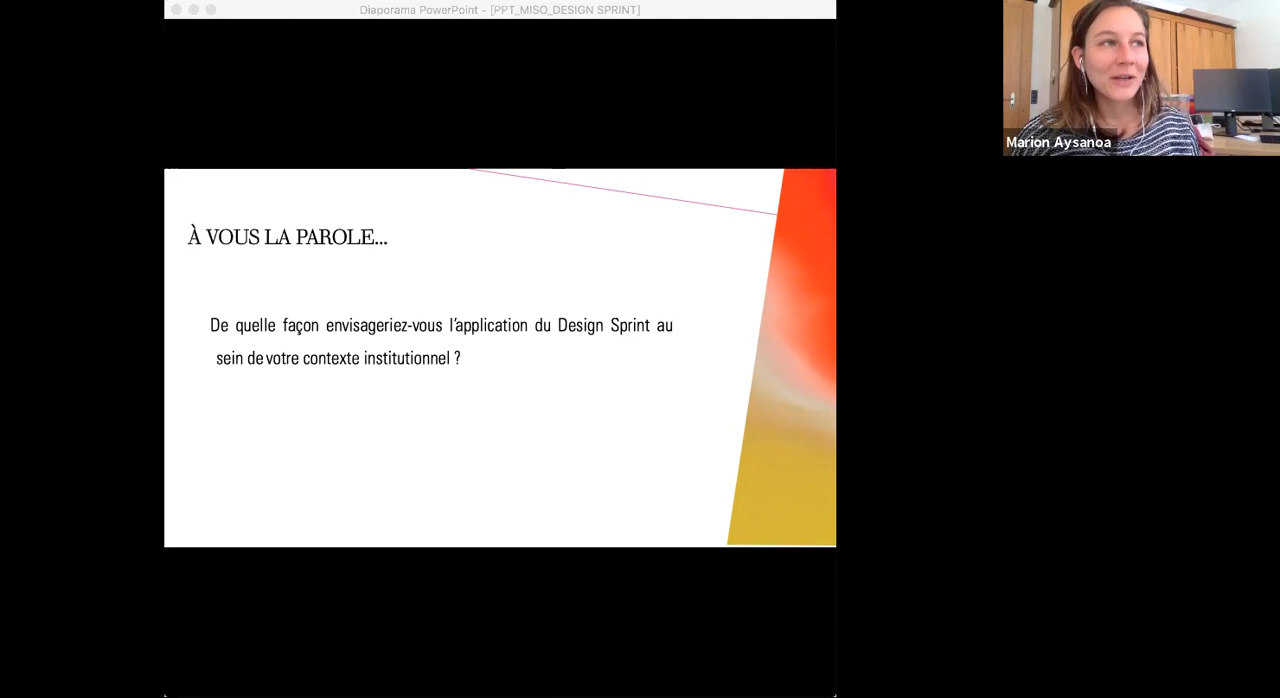 Diaporama PowerPoint - [PPT_MISO_DESIGN SPRINT]
Marion Aysanoa
À VOUS LA PAROLE...
De quelle façon envisageriez-vous l'application du Design Sprint au
sein de votre contexte institutionnel ?